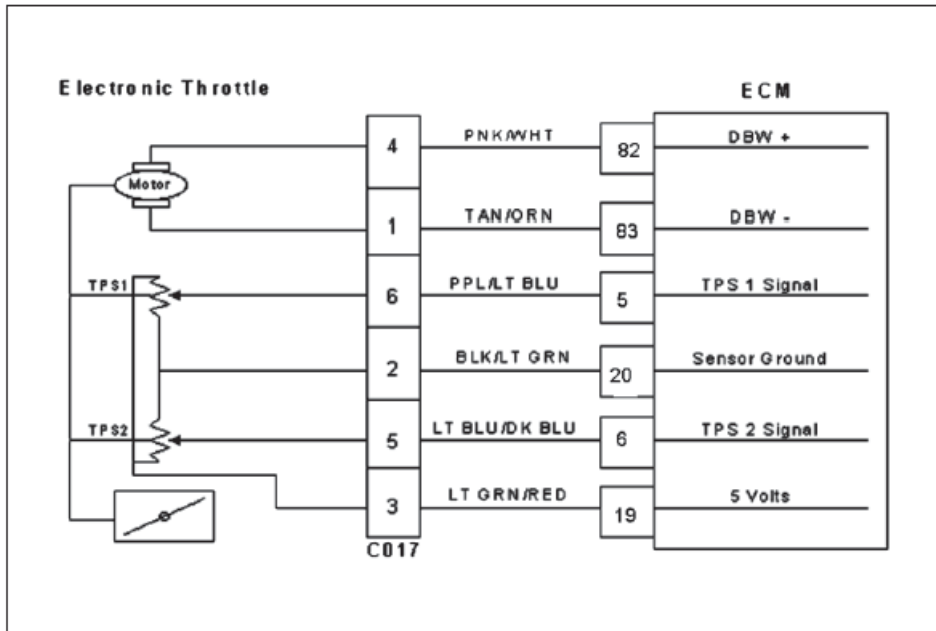 Electronic Throttle
ECM
4 PNK/WHT 82 DBW +
Motor
1 TAN/ORN 83 DBW -
TPS1 6 PPL/LT BLU 5 TPS 1 Signal
2 BLK/LT GRN 20 Sensor Ground
TPS2 5 LT BLU/DK BLU 6 TPS 2 Signal
3 LT GRN/RED 19 5 Volts
C017